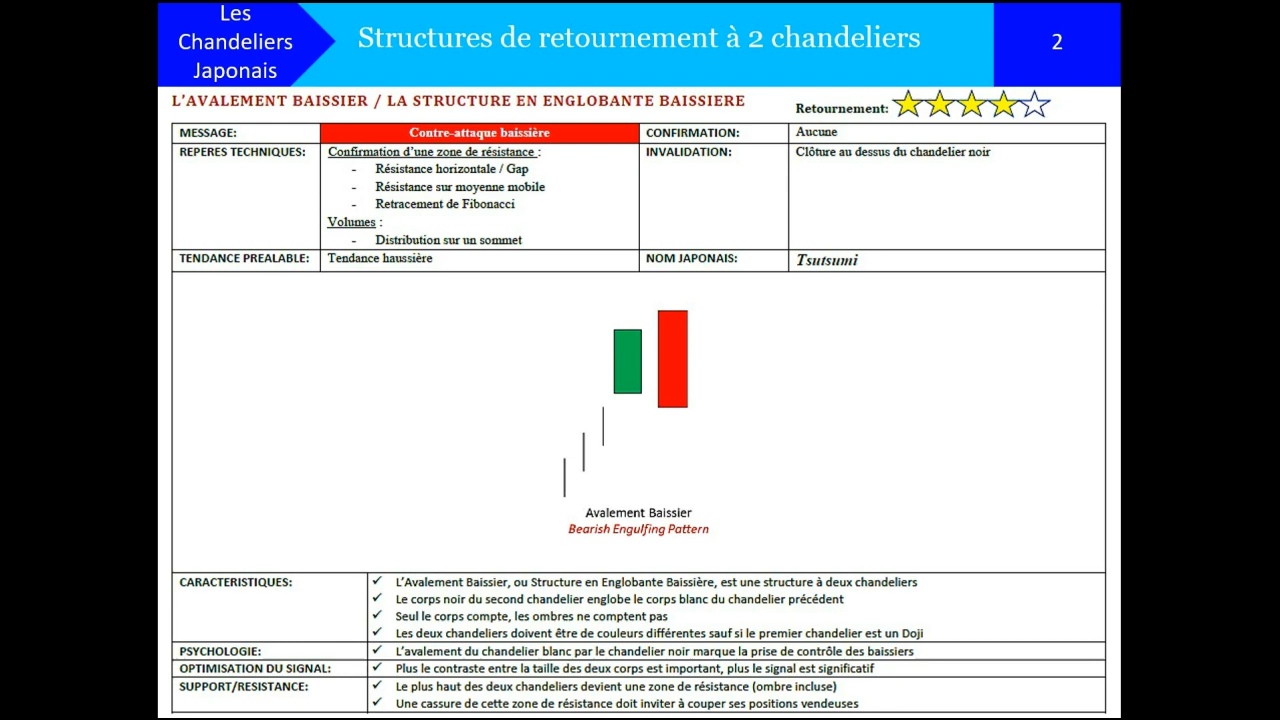 Les
Chandeliers
Japonais
Structures de retournement à 2 chandeliers
2
L'AVALEMENT BAISSIER / LA STRUCTURE EN ENGLOBANTE BAISSIERE
Retournement:
MESSAGE:
Contre-attaque baissière
CONFIRMATION:
Aucune
REPERES TECHNIQUES:
Confirmation d'une zone de résistance :
- Résistance horizontale / Gap
- Résistance sur moyenne mobile
- Retracement de Fibonacci
Volumes :
- Distribution sur un sommet
INVALIDATION:
Clôture au dessus du chandelier noir
TENDANCE PREALABLE:
Tendance haussière
NOM JAPONAIS:
Tsutsumi
Avalement Baissier
Bearish Engulfing Pattern
CARACTERISTIQUES:
✓ L'Avalement Baissier, ou Structure en Englobante Baissière, est une structure à deux chandeliers
✓ Le corps noir du second chandelier englobe le corps blanc du chandelier précédent
✓ Seul le corps compte, les ombres ne comptent pas
✓ Les deux chandeliers doivent être de couleurs différentes sauf si le premier chandelier est un Doji
PSYCHOLOGIE:
✓ L'avalement du chandelier blanc par le chandelier noir marque la prise de contrôle des baissiers
OPTIMISATION DU SIGNAL:
✓ Plus le contraste entre la taille des deux corps est important, plus le signal est significatif
SUPPORT/RESISTANCE:
✓ Le plus haut des deux chandeliers devient une zone de résistance (ombre incluse)
✓ Une cassure de cette zone de résistance doit inviter à couper ses positions vendeuses